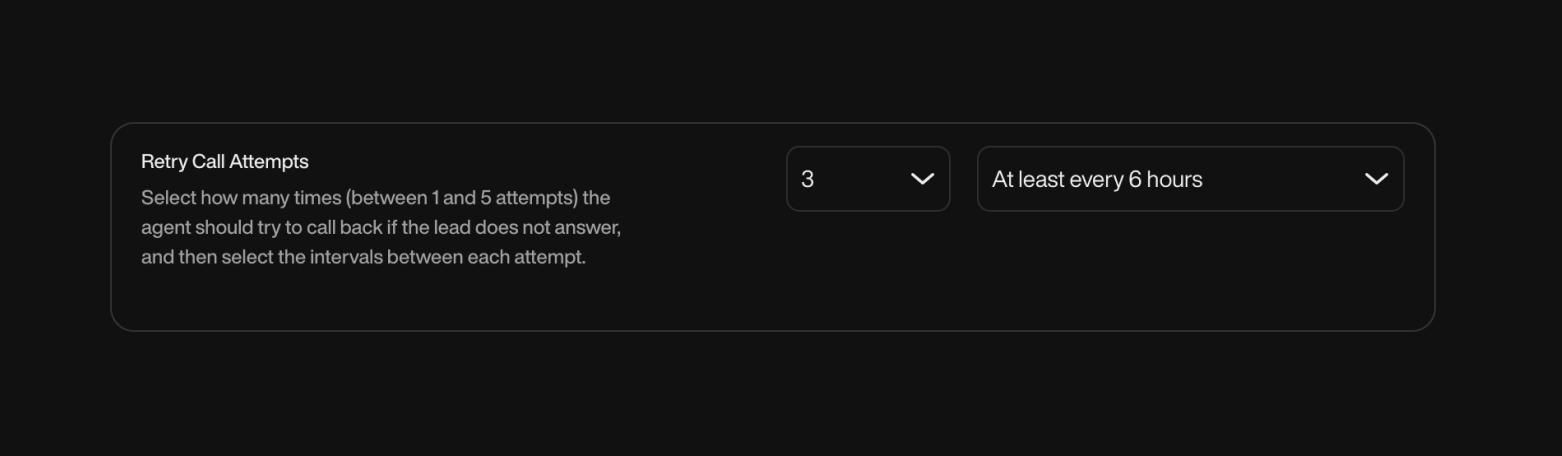 Retry Call Attempts
Select how many times (between 1 and 5 attempts) the
agent should try to call back if the lead does not answer,
and then select the intervals between each attempt.
3
At least every 6 hours